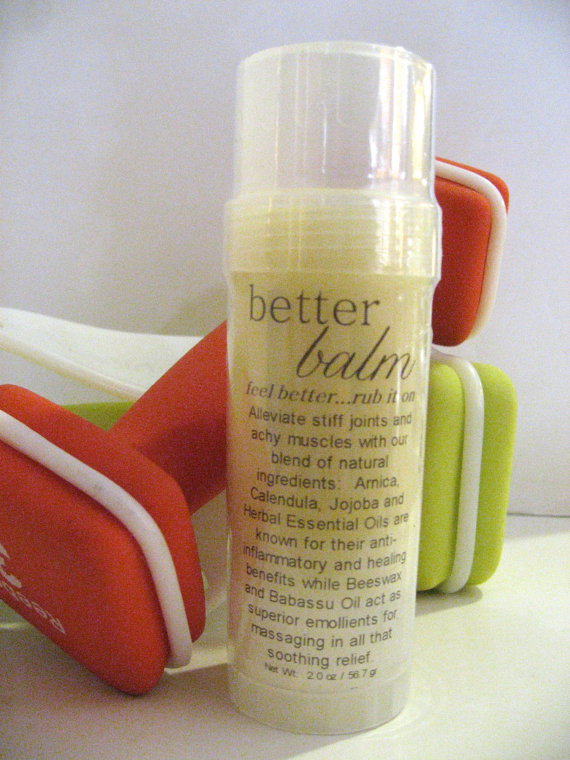 better
balm
feel better...rub it on
Alleviate stiff joints and
achy muscles with our
blend of natural
ingredients: Arnica,
Calendula, Jojoba and
Herbal Essential Oils are
known for their anti-
inflammatory and healing
benefits while Beeswax
and Babassu Oil act as
superior emollients for
massaging in all that
soothing relief.
Net Wt. 2.0 oz / 56.7 gr